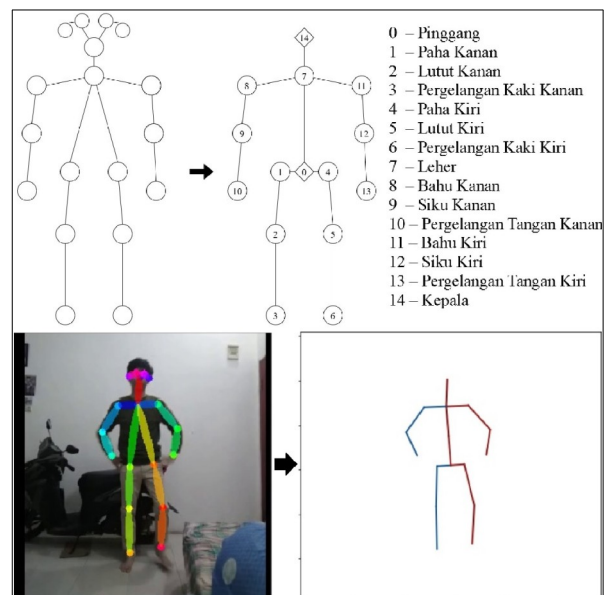 14
7
8
11
9
12
10
1
0
4
13
2
5
3
6
0 – Pinggang
1 – Paha Kanan
2 – Lutut Kanan
3 – Pergelangan Kaki Kanan
4 – Paha Kiri
5 – Lutut Kiri
6 – Pergelangan Kaki Kiri
7 – Leher
8 – Bahu Kanan
9 – Siku Kanan
10 – Pergelangan Tangan Kanan
11 – Bahu Kiri
12 – Siku Kiri
13 – Pergelangan Tangan Kiri
14 – Kepala